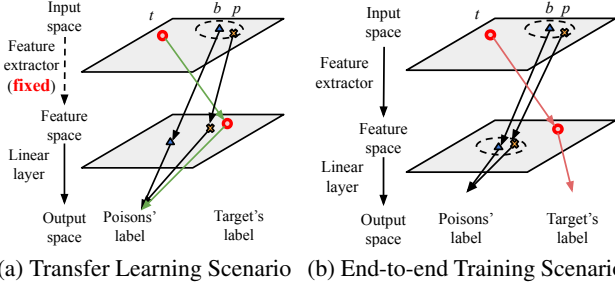 Input
space
t
b
p
Feature
extractor
(fixed)
Feature
space
Linear
layer
Output
space
Poisons'
label
Target's
label
(a) Transfer Learning Scenario
Input
space
t
b
p
Feature
extractor
Feature
space
Linear
layer
Output
space
Poisons'
label
Target's
label
(b) End-to-end Training Scenario